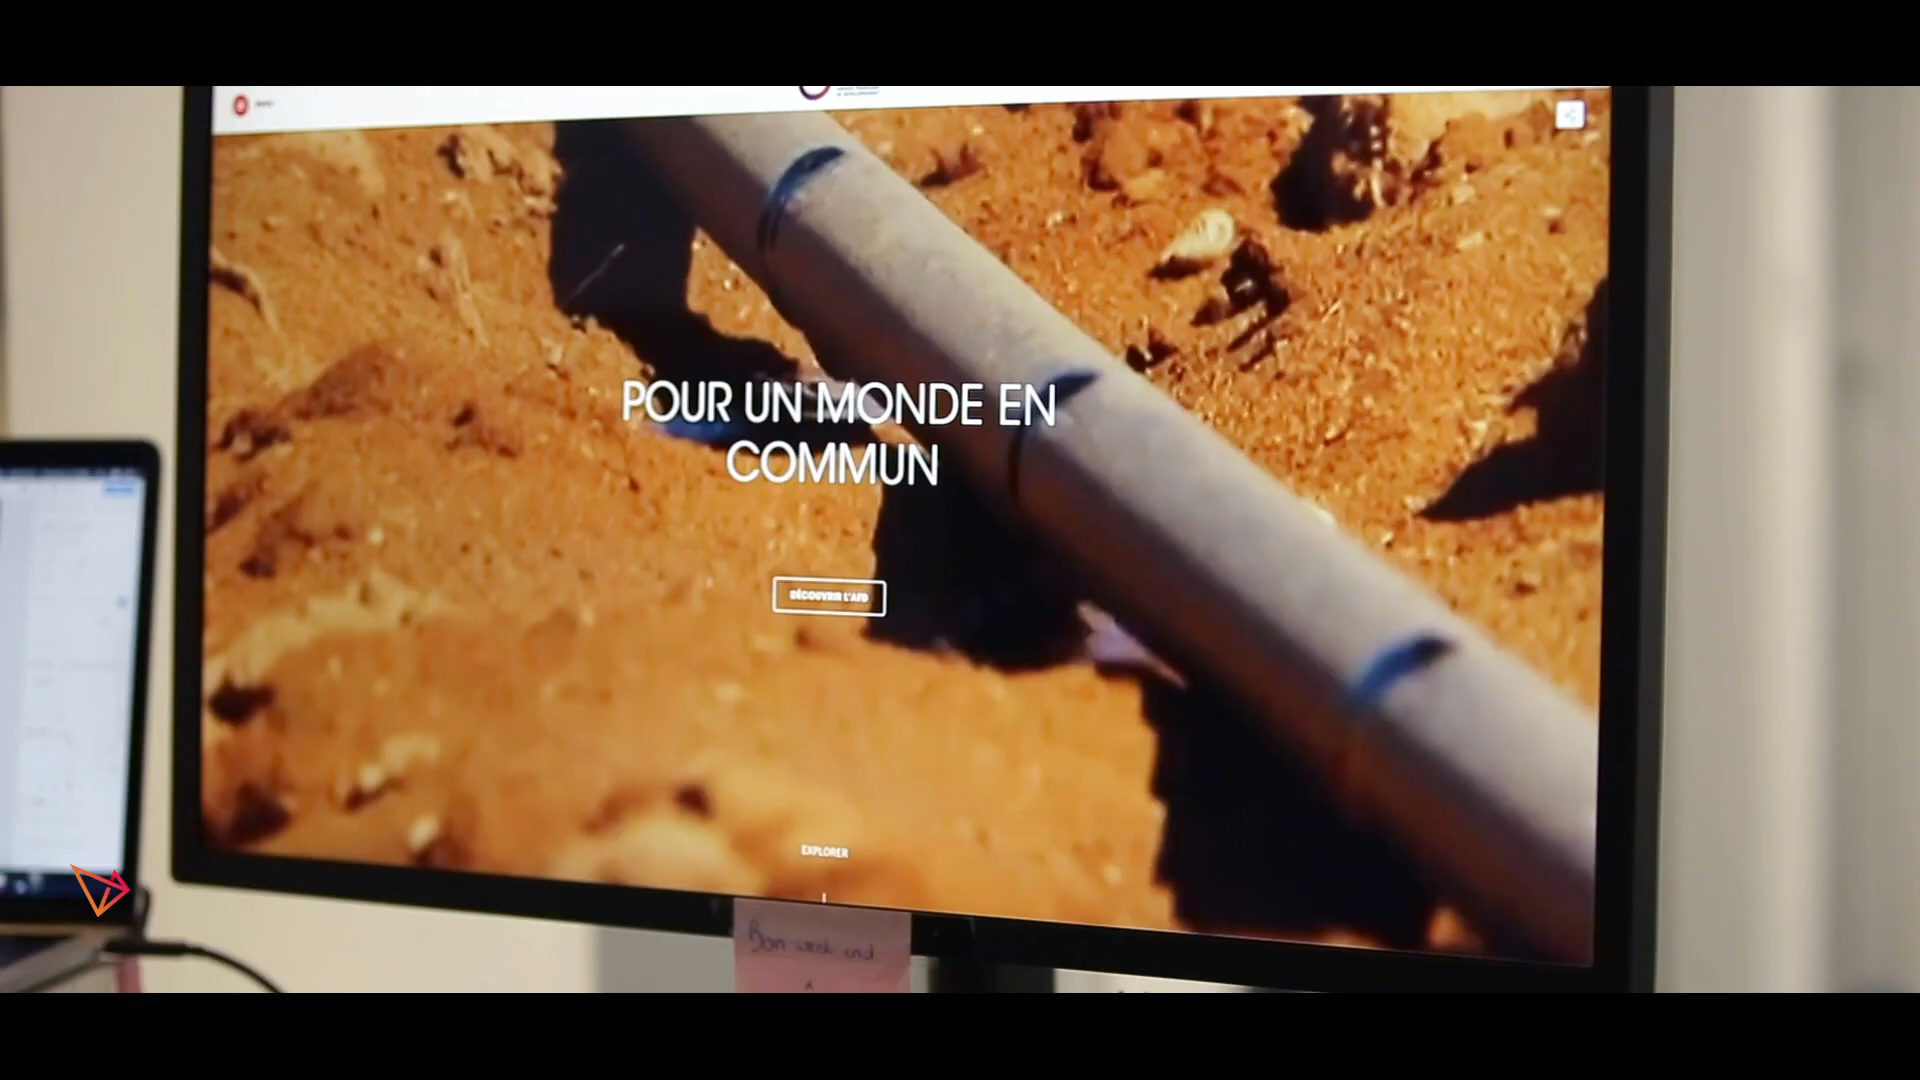 POUR UN MONDE EN
COMMUN
DÉCOUVRIR L'AFD
EXPLORER
Bon week end
x